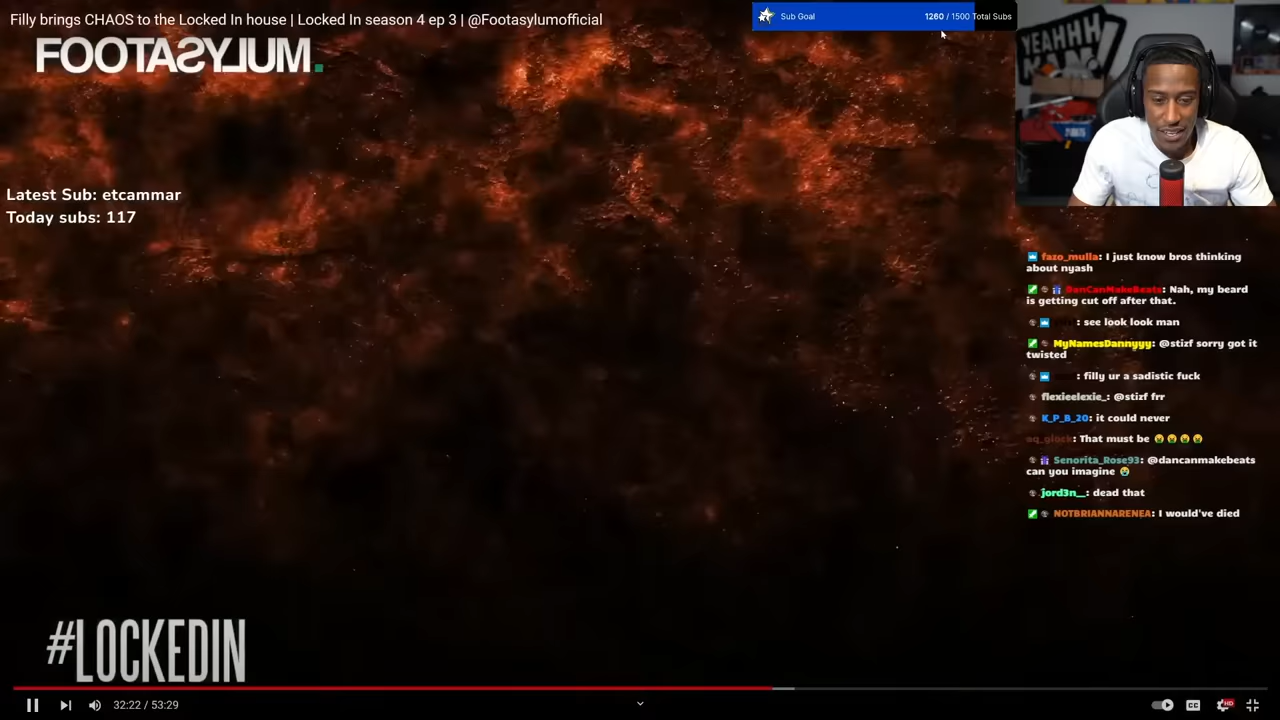 Filly brings CHAOS to the Locked In house | Locked In season 4 ep 3 | @Footasylumofficial
Sub Goal
1260 / 1500 Total Subs
FOOTASYLUM.
YEAHHH
Latest Sub: etcammar
Today subs: 117
fazo_mulla: I just know bros thinking
about nyash
DanCanMakeBeats: Nah, my beard
is getting cut off after that.
: see look look man
MyNamesDannyyy: @stizf sorry got it
twisted
: filly ur a sadistic fuck
flexieelexie_: @stizf frr
K_P_B_20: it could never
aq_glock: That must be 🤮🤮🤮🤮
Senorita_Rose93: @dancanmakebeats
can you imagine 😭
jord3n__: dead that
NOTBRIANNARENEA: I would've died
#LOCKEDIN
32:22 / 53:29
CC
HD